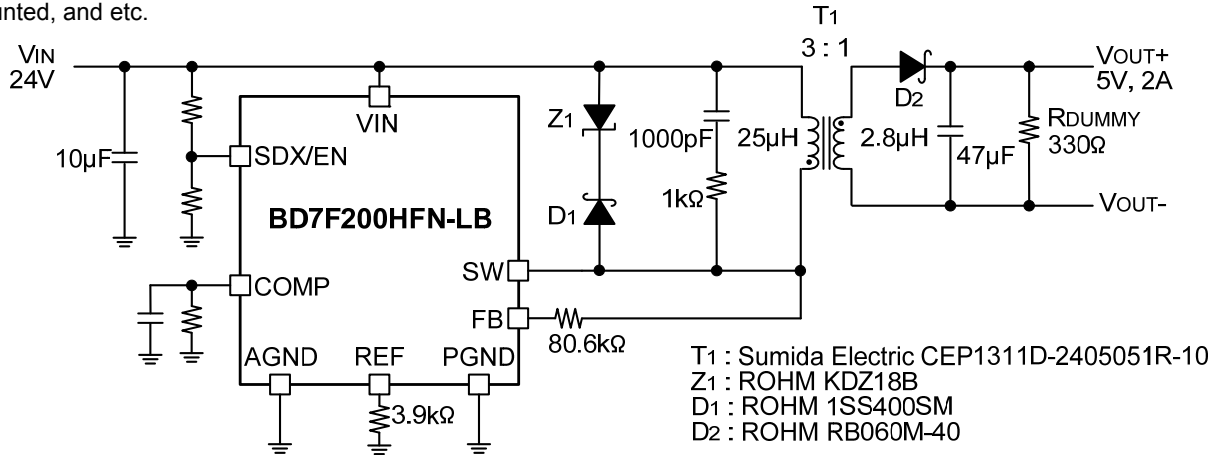 unted, and etc.
T1
3 : 1
VIN
24V
VOUT+
5V, 2A
D2
VIN
Z1
1000pF
25µH
2.8µH
47µF
RDUMMY
330Ω
10µF
SDX/EN
1kΩ
BD7F200HFN-LB
D1
VOUT-
SW
COMP
FB
80.6kΩ
AGND
REF
PGND
3.9kΩ
T1 : Sumida Electric CEP1311D-2405051R-10
Z1 : ROHM KDZ18B
D1 : ROHM 1SS400SM
D2 : ROHM RB060M-40